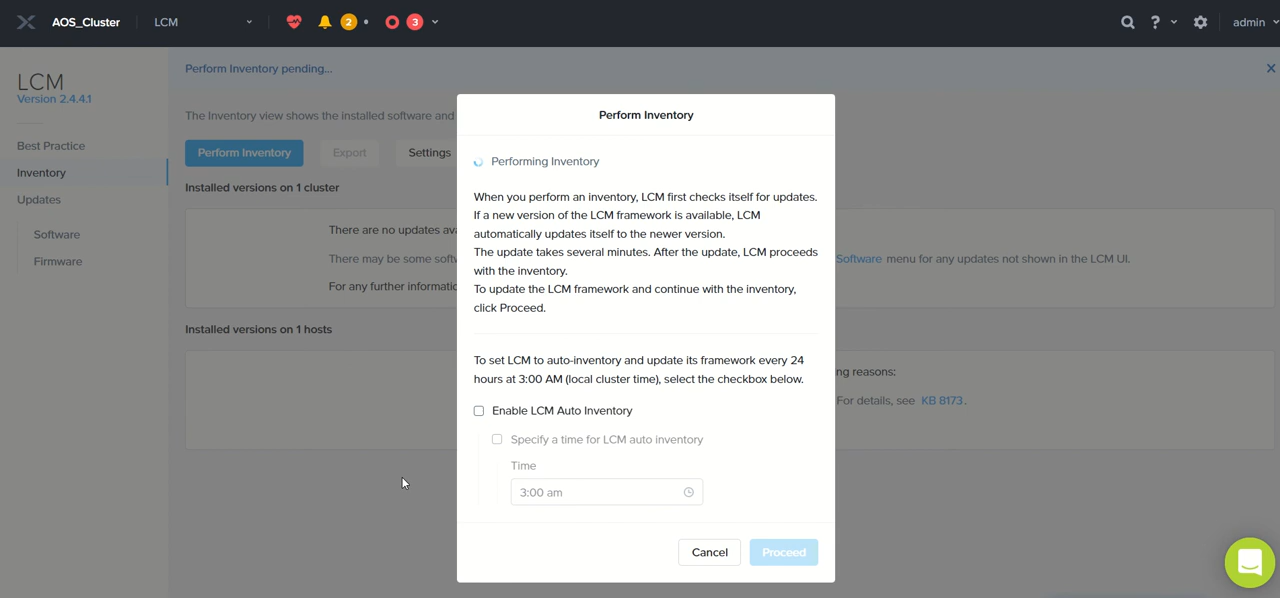 AOS_Cluster
LCM
2
3
?
admin
LCM
Version 2.4.4.1
Best Practice
Inventory
Updates
Software
Firmware
Perform Inventory pending...
The Inventory view shows the installed software and
Perform Inventory
Export
Settings
Installed versions on 1 cluster
There are no updates
There may be some
Software menu for any updates not shown in the LCM UI.
For any further
Installed versions on 1 hosts
reasons:
For details, see KB 8173.
Perform Inventory
Performing Inventory
When you perform an inventory, LCM first checks itself for updates.
If a new version of the LCM framework is available, LCM
automatically updates itself to the newer version.
The update takes several minutes. After the update, LCM proceeds
with the inventory.
To update the LCM framework and continue with the inventory,
click Proceed.
To set LCM to auto-inventory and update its framework every 24
hours at 3:00 AM (local cluster time), select the checkbox below.
Enable LCM Auto Inventory
Specify a time for LCM auto inventory
Time
3:00 am
Cancel
Proceed